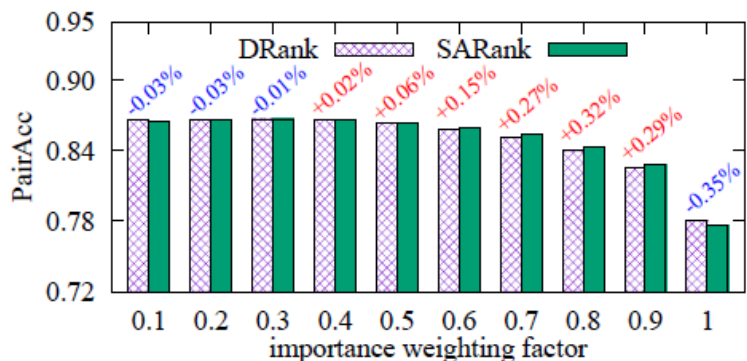 0.95
DRank SARank
0.90
-0.03% -0.03% -0.01% +0.02% +0.06% +0.15% +0.27% +0.32% +0.29% -0.35%
PairAcc
0.84
0.78
0.72
0.1 0.2 0.3 0.4 0.5 0.6 0.7 0.8 0.9 1
importance weighting factor